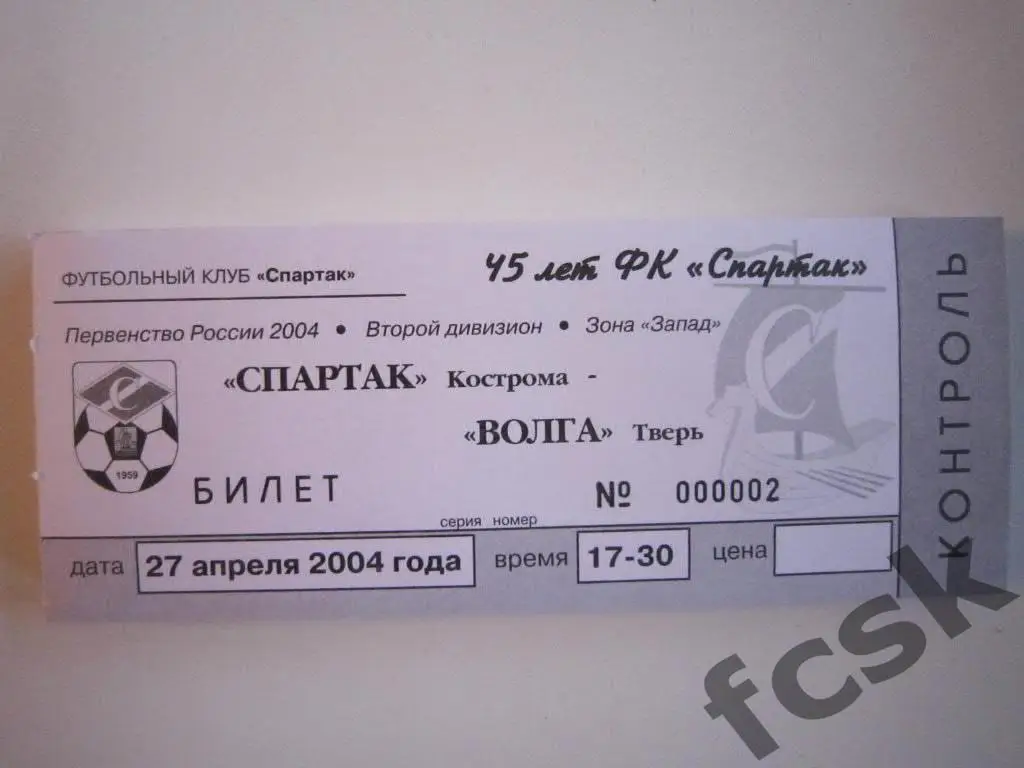 ФУТБОЛЬНЫЙ КЛУБ «Спартак»
45 лет ФК «Спартак»
Первенство России 2004 • Второй дивизион • Зона «Запад»
«СПАРТАК» Кострома -
«ВОЛГА» Тверь
С
С
1959
БИЛЕТ № 000002
серия номер
дата 27 апреля 2004 года время 17-30 цена
КОНТРОЛЬ
fcsk